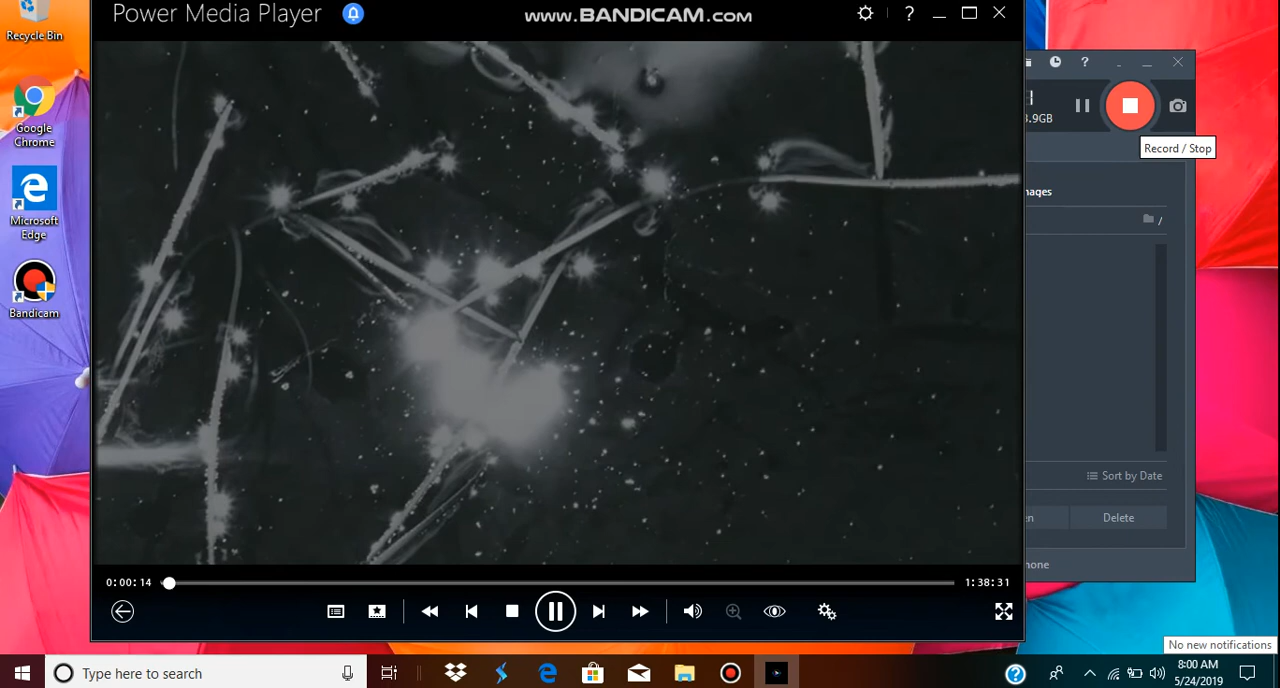 Power Media Player
www.BANDICAM.com
Recycle Bin
Google
Chrome
Microsoft
Edge
Bandicam
?
?
.9GB
Record / Stop
ages
/
Sort by Date
Delete
0:00:14
1:38:31
Type here to search
No new notifications
8:00 AM
5/24/2019